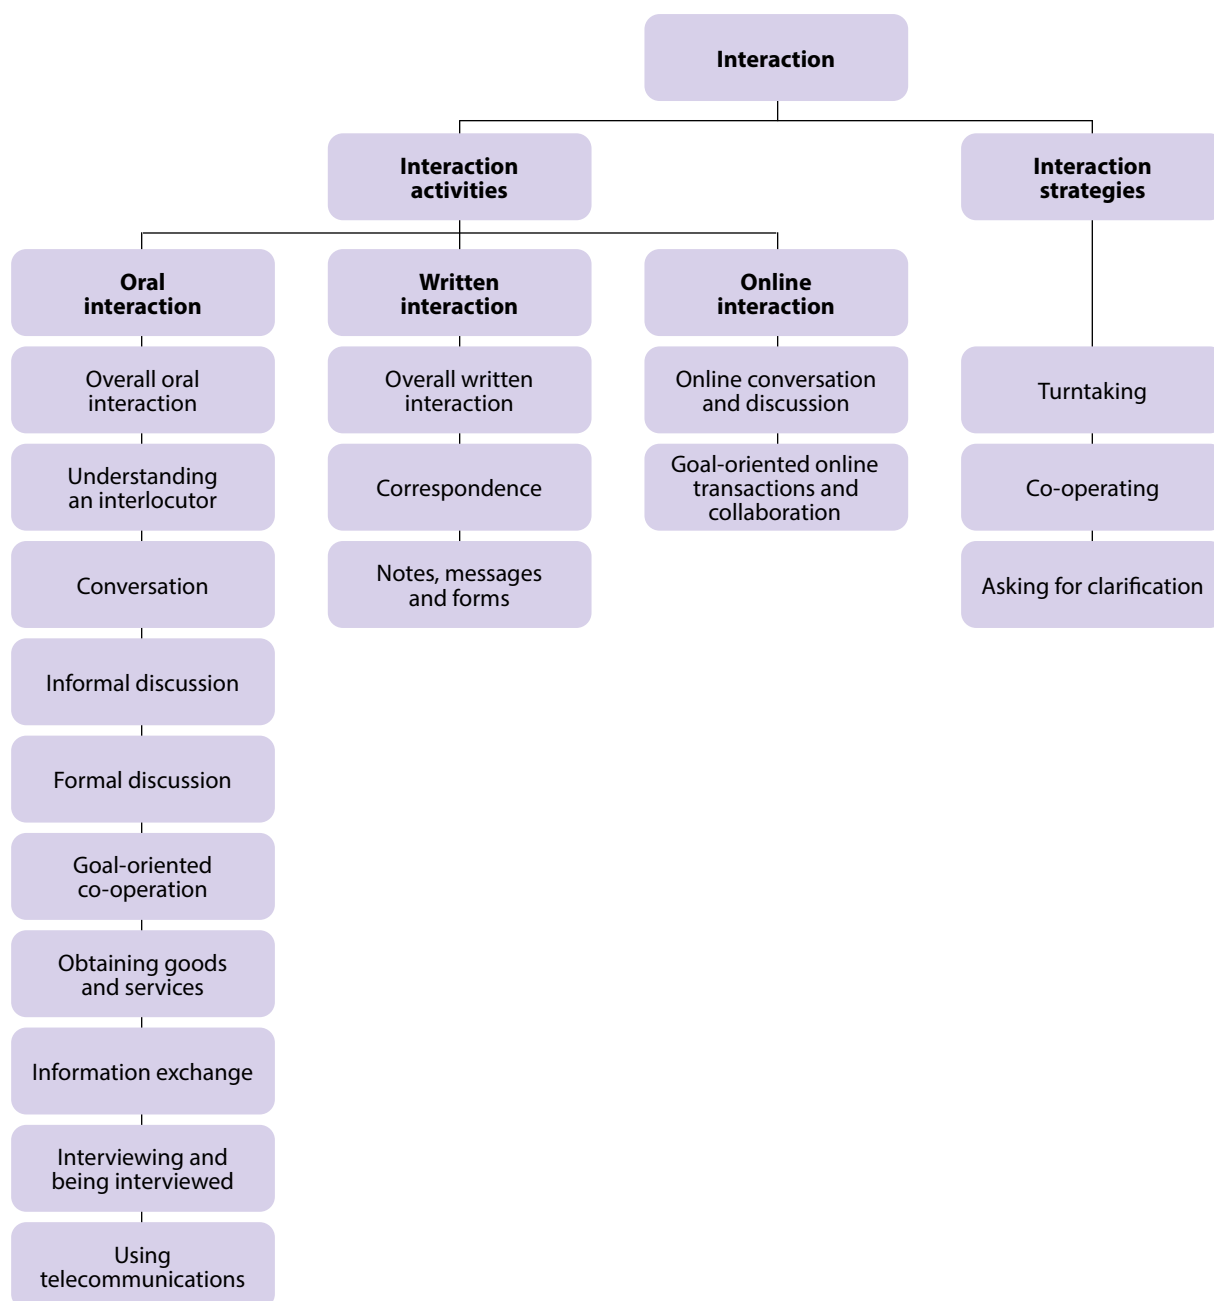 Interaction
Interaction
activities
Interaction
strategies
Oral
interaction
Written
interaction
Online
interaction
Overall oral
interaction
Overall written
interaction
Online conversation
and discussion
Turntaking
Understanding
an interlocutor
Correspondence
Goal-oriented online
transactions and
collaboration
Co-operating
Conversation
Notes, messages
and forms
Asking for clarification
Informal discussion
Formal discussion
Goal-oriented
co-operation
Obtaining goods
and services
Information exchange
Interviewing and
being interviewed
Using
telecommunications